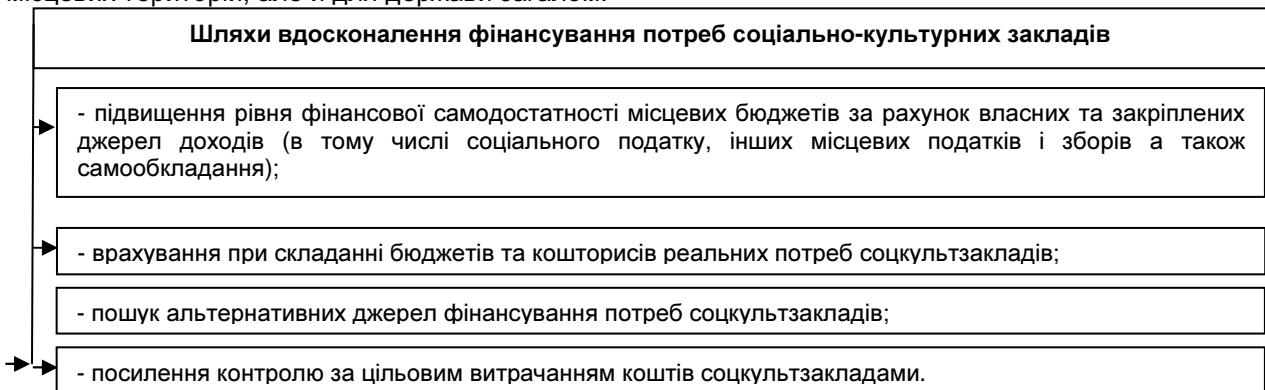 Шляхи вдосконалення фінансування потреб соціально-культурних закладів
- підвищення рівня фінансової самодостатності місцевих бюджетів за рахунок власних та закріплених
джерел доходів (в тому числі соціального податку, інших місцевих податків і зборів а також
самообкладання);
- врахування при складанні бюджетів та кошторисів реальних потреб соцкультзакладів;
- пошук альтернативних джерел фінансування потреб соцкультзакладів;
- посилення контролю за цільовим витрачанням коштів соцкультзакладами.